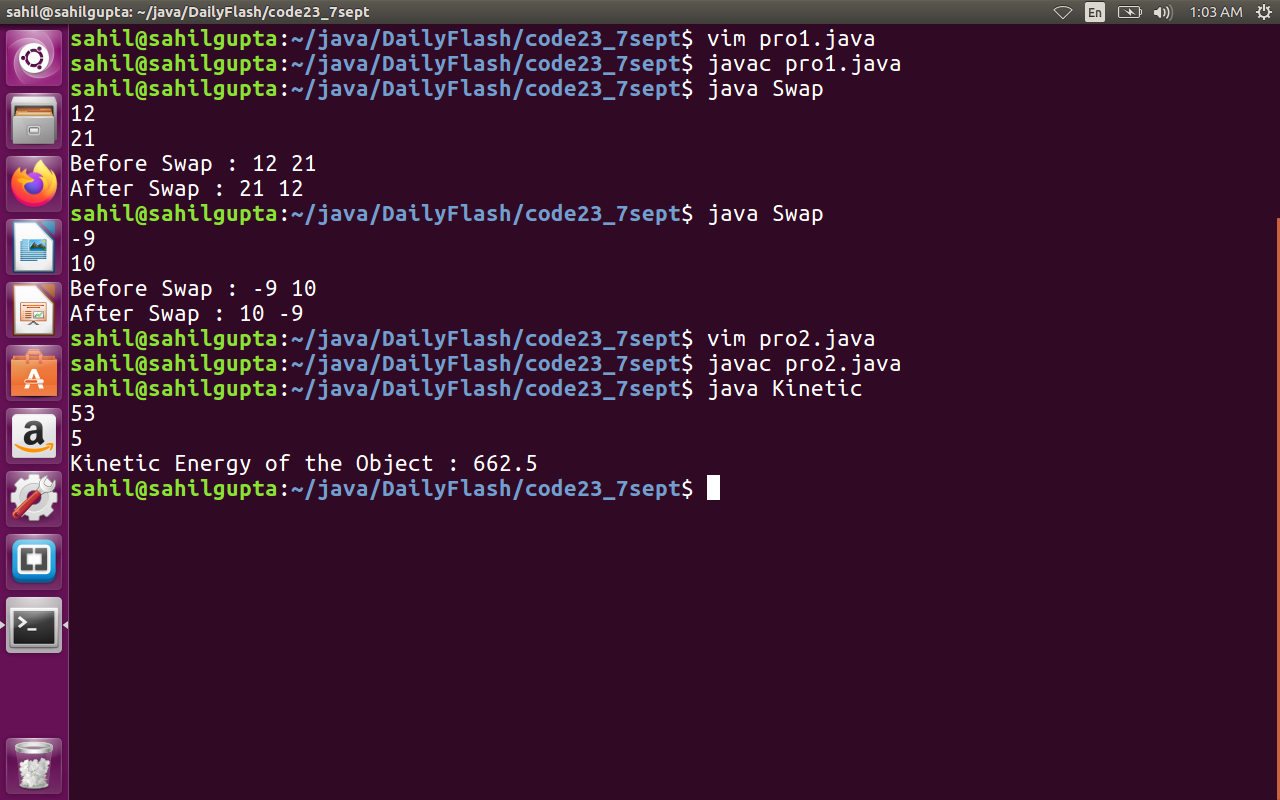 sahil@sahilgupta: ~/java/DailyFlash/code23_7sept
En
1:03 AM
sahil@sahilgupta:~/java/DailyFlash/code23_7sept$ vim pro1.java
sahil@sahilgupta:~/java/DailyFlash/code23_7sept$ javac pro1.java
sahil@sahilgupta:~/java/DailyFlash/code23_7sept$ java Swap
12
21
Before Swap : 12 21
After Swap : 21 12
sahil@sahilgupta:~/java/DailyFlash/code23_7sept$ java Swap
-9
10
Before Swap : -9 10
After Swap : 10 -9
sahil@sahilgupta:~/java/DailyFlash/code23_7sept$ vim pro2.java
sahil@sahilgupta:~/java/DailyFlash/code23_7sept$ javac pro2.java
sahil@sahilgupta:~/java/DailyFlash/code23_7sept$ java Kinetic
53
5
Kinetic Energy of the Object : 662.5
sahil@sahilgupta:~/java/DailyFlash/code23_7sept$